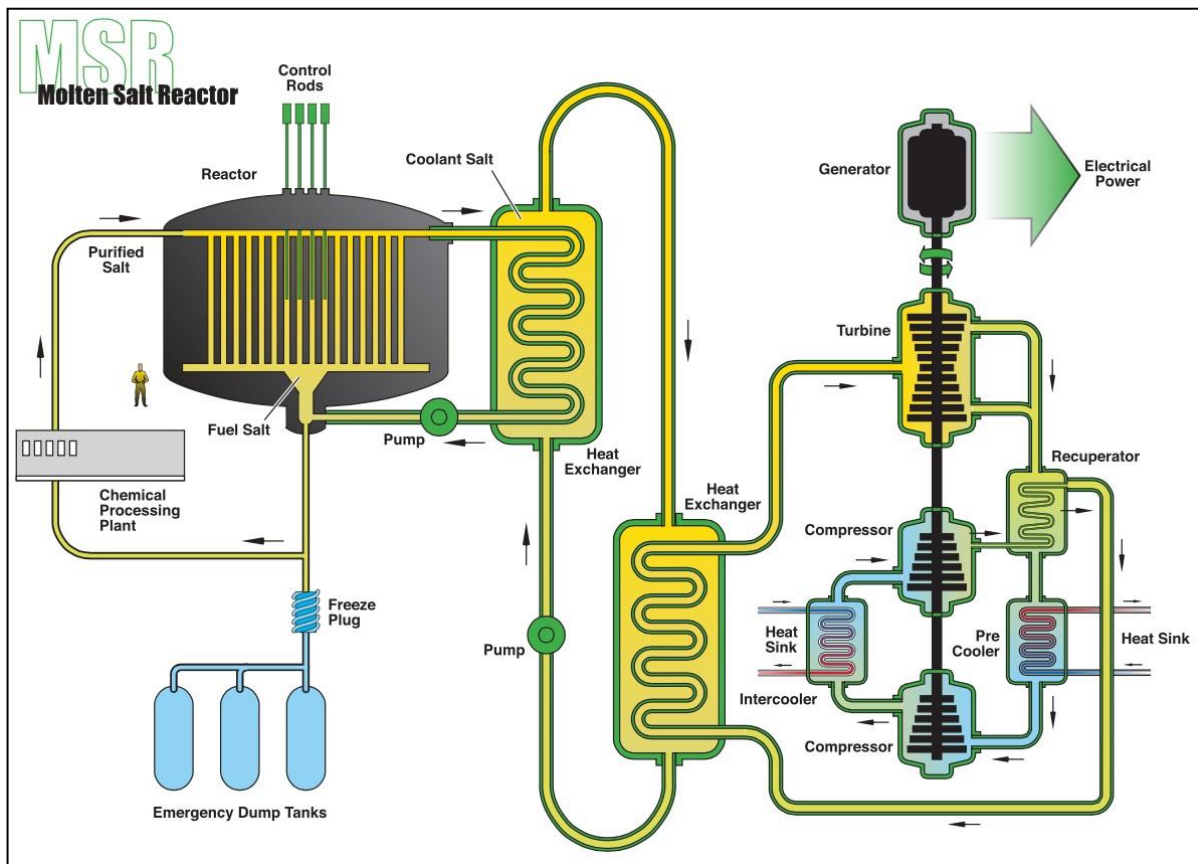 MSR
Molten Salt Reactor
Control
Rods
Reactor
Coolant Salt
Purified
Salt
Fuel Salt
Pump
Heat
Exchanger
Chemical
Processing
Plant
Freeze
Plug
Emergency Dump Tanks
Pump
Heat
Exchanger
Generator
Electrical
Power
Turbine
Recuperator
Compressor
Heat
Sink
Intercooler
Pre
Cooler
Heat Sink
Compressor